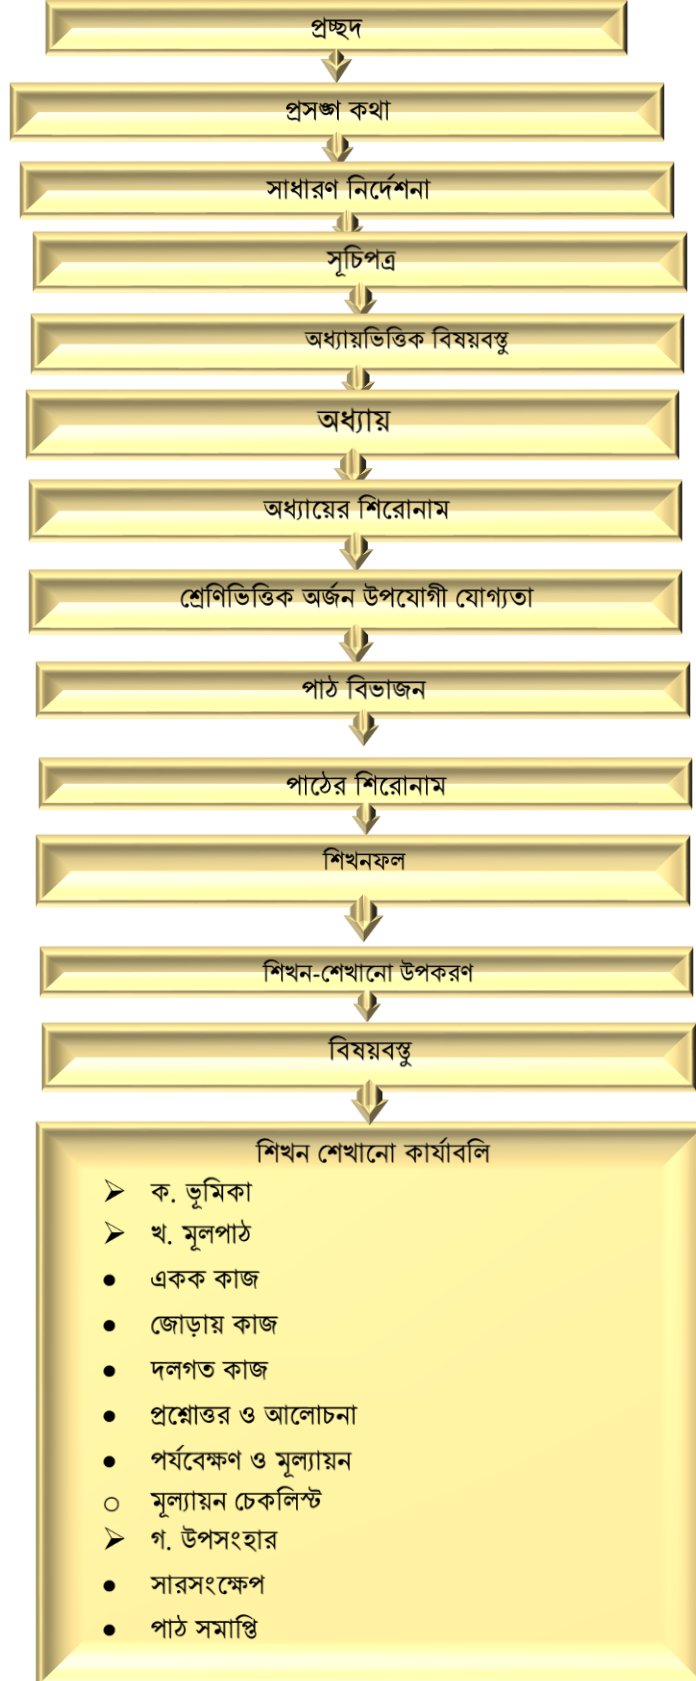 প্রচ্ছদ
প্রসঙ্গ কথা
সাধারণ নির্দেশনা
সূচিপত্র
অধ্যায়ভিত্তিক বিষয়বস্তু
অধ্যায়
অধ্যায়ের শিরোনাম
শ্রেণিভিত্তিক অর্জন উপযোগী যোগ্যতা
পাঠ বিভাজন
পাঠের শিরোনাম
শিখনফল
শিখন-শেখানো উপকরণ
বিষয়বস্তু
শিখন শেখানো কার্যাবলি
➢ ক. ভূমিকা
➢ খ. মূলপাঠ
● একক কাজ
● জোড়ায় কাজ
● দলগত কাজ
● প্রশ্নোত্তর ও আলোচনা
● পর্যবেক্ষণ ও মূল্যায়ন
○ মূল্যায়ন চেকলিস্ট
➢ গ. উপসংহার
● সারসংক্ষেপ
● পাঠ সমাপ্তি